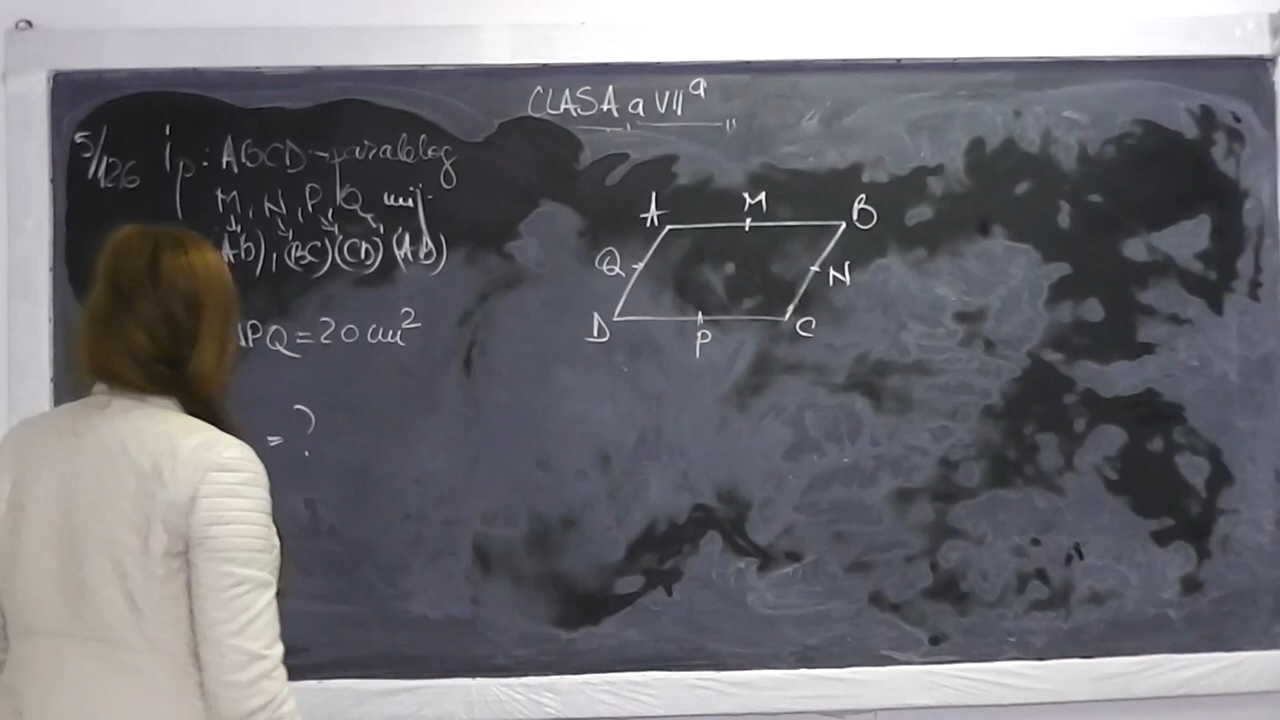 CLASA a VII a
5/126 ip: ABCD - paralelog
M, N, P, Q mij.
(AB), (BC) (CD) (AD)
PQ = 20 cm²
= ?
A M B
Q N
D P C